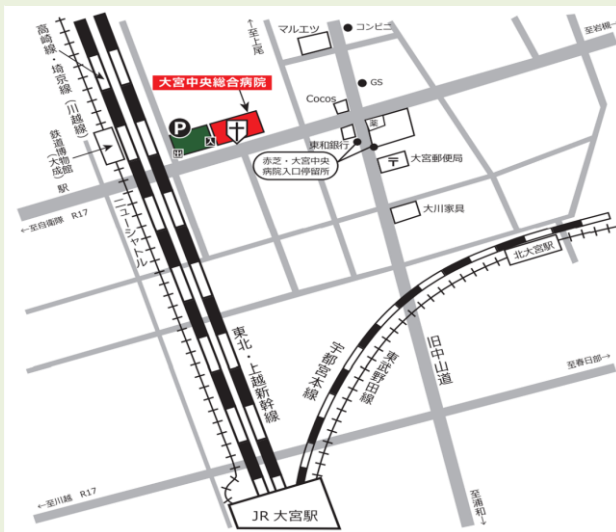 高崎線・埼京線(川越線)
←至上尾
マルエツ
コンビニ
至岩槻→
大宮中央総合病院
GS
Cocos
P
薬
出
入
東和銀行
鉄道博物館
(大成)
駅
赤芝・大宮中央
病院入口停留所
大宮郵便局
←至自衛隊 R17
ニューシャトル
大川家具
北大宮駅
東北・上越新幹線
宇都宮本線
東武野田線
旧中山道
至春日部→
←至川越 R17
JR 大宮駅
至浦和→